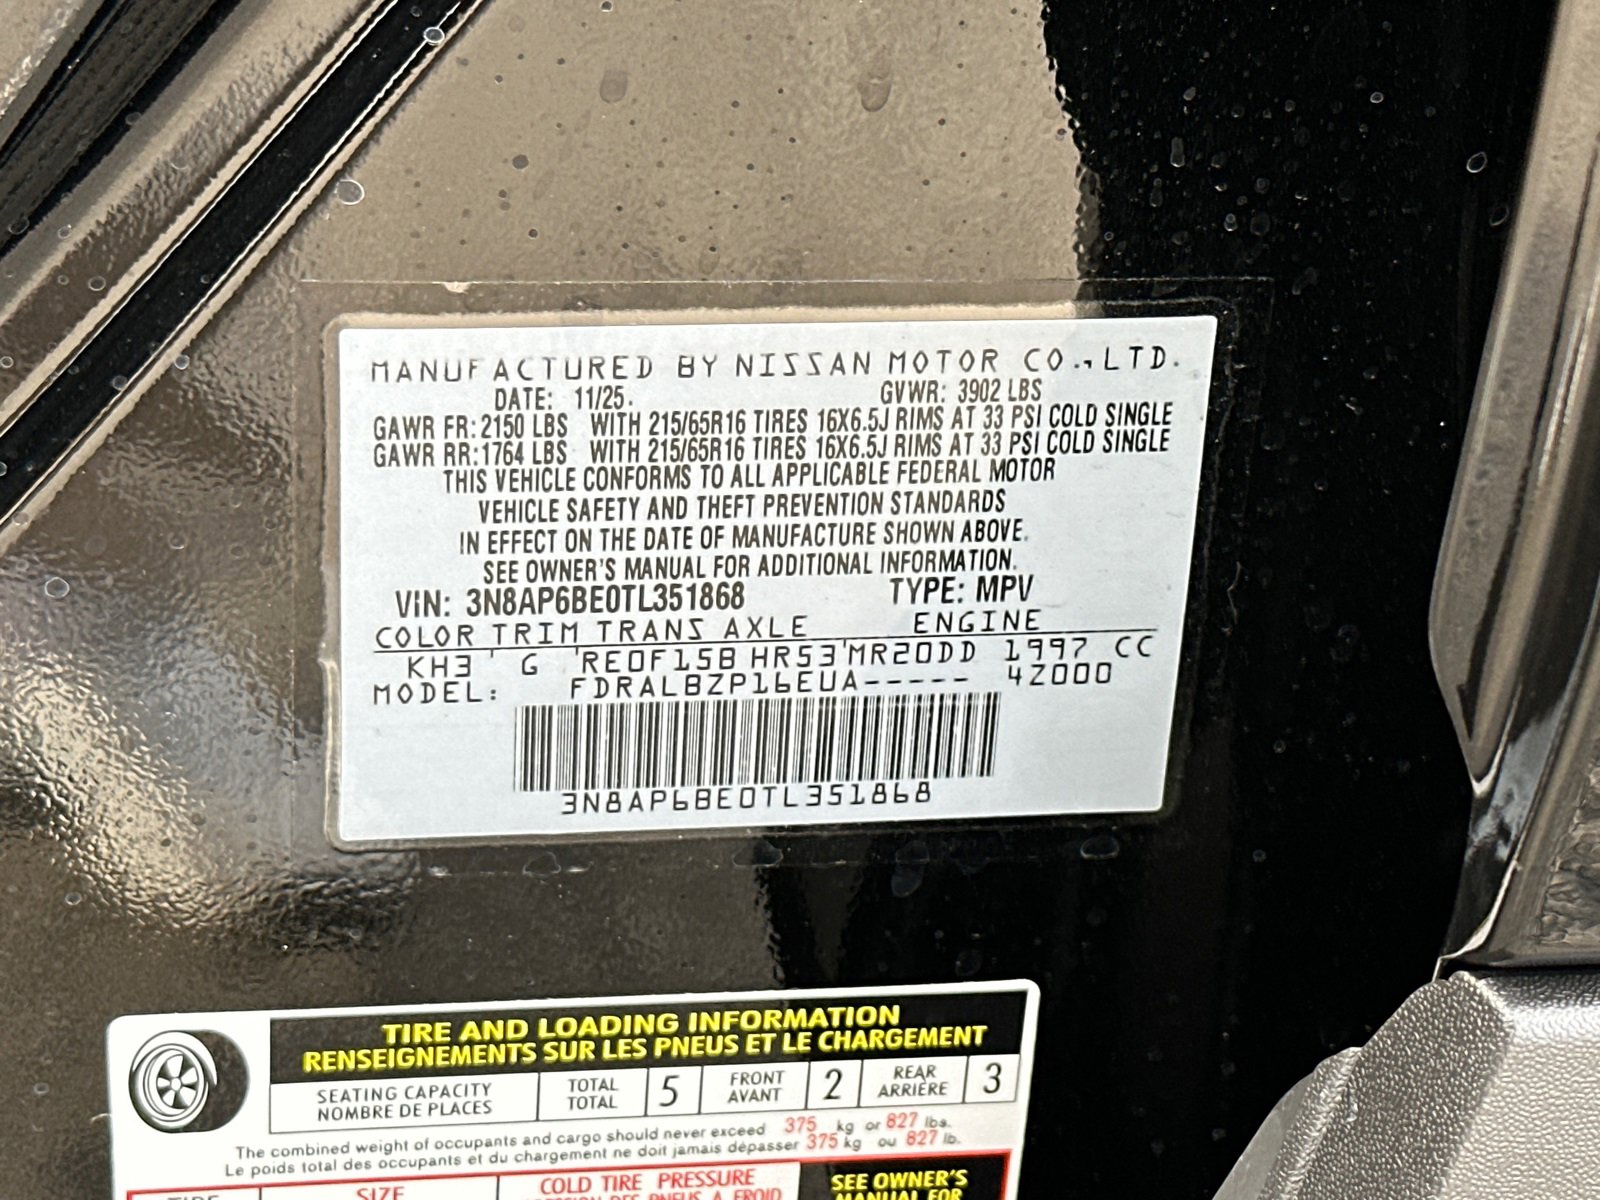 MANUFACTURED BY NISSAN MOTOR CO., LTD.
DATE: 11/25. GVWR: 3902 LBS
GAWR FR: 2150 LBS WITH 215/65R16 TIRES 16X6.5J RIMS AT 33 PSI COLD SINGLE
GAWR RR: 1764 LBS WITH 215/65R16 TIRES 16X6.5J RIMS AT 33 PSI COLD SINGLE
THIS VEHICLE CONFORMS TO ALL APPLICABLE FEDERAL MOTOR
VEHICLE SAFETY AND THEFT PREVENTION STANDARDS
IN EFFECT ON THE DATE OF MANUFACTURE SHOWN ABOVE.
SEE OWNER'S MANUAL FOR ADDITIONAL INFORMATION.
VIN: 3N8AP6BE0TL351868 TYPE: MPV
COLOR TRIM TRANS AXLE ENGINE
KH3 G RE0F15B HR53 MR20DD 1997 CC
MODEL: FDRALBZP16EUA----- 4Z000
3N8AP6BE0TL351868
TIRE AND LOADING INFORMATION
RENSEIGNEMENTS SUR LES PNEUS ET LE CHARGEMENT
SEATING CAPACITY TOTAL 5 FRONT 2 REAR 3
NOMBRE DE PLACES TOTAL AVANT ARRIÈRE
The combined weight of occupants and cargo should never exceed 375 kg or 827 lbs.
Le poids total des occupants et du chargement ne doit jamais dépasser 375 kg ou 827 lb.
TIRE SIZE COLD TIRE PRESSURE SEE OWNER'S
DES PNEUS A FROID MANUAL FOR